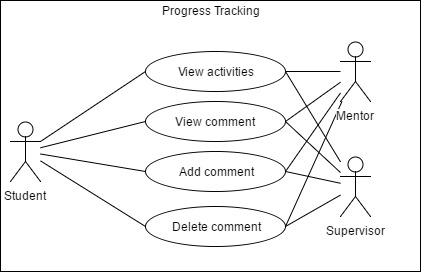 Progress Tracking
View activities
View comment
Mentor
Add comment
Student
Delete comment
Supervisor